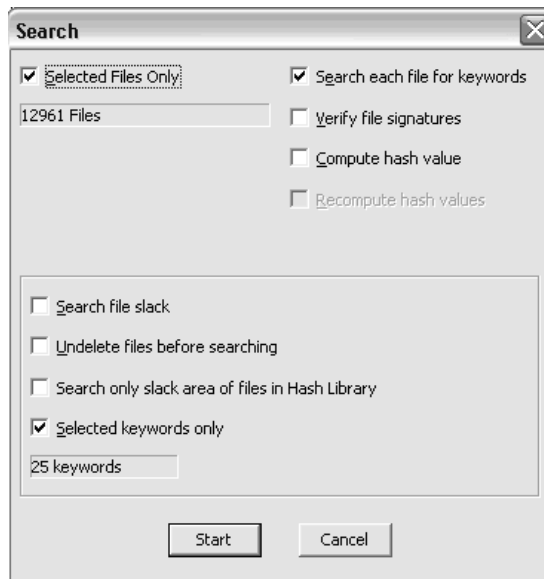 Search
Selected Files Only
12961 Files
Search each file for keywords
Verify file signatures
Compute hash value
Recompute hash values
Search file slack
Undelete files before searching
Search only slack area of files in Hash Library
Selected keywords only
25 keywords
Start
Cancel